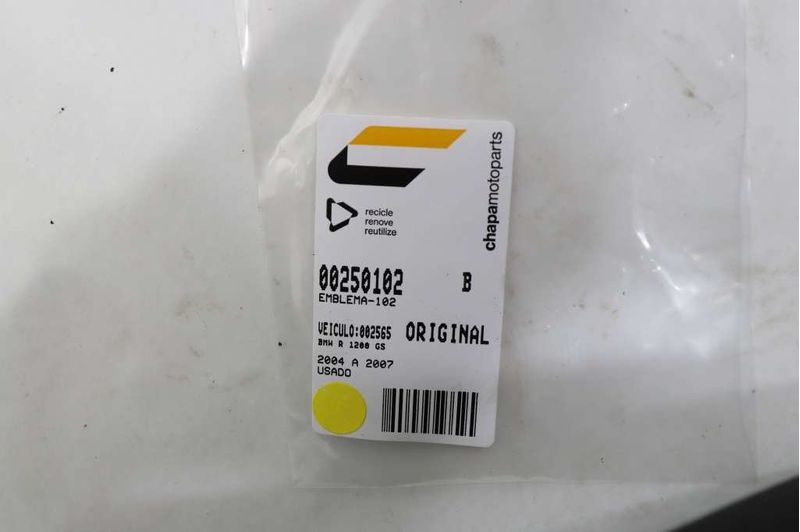 chapamotoparts
recicle
renove
reutilize
00250102 B
EMBLEMA-102
VEICULO:002565 ORIGINAL
BMW R 1200 GS
2004 A 2007
USADO